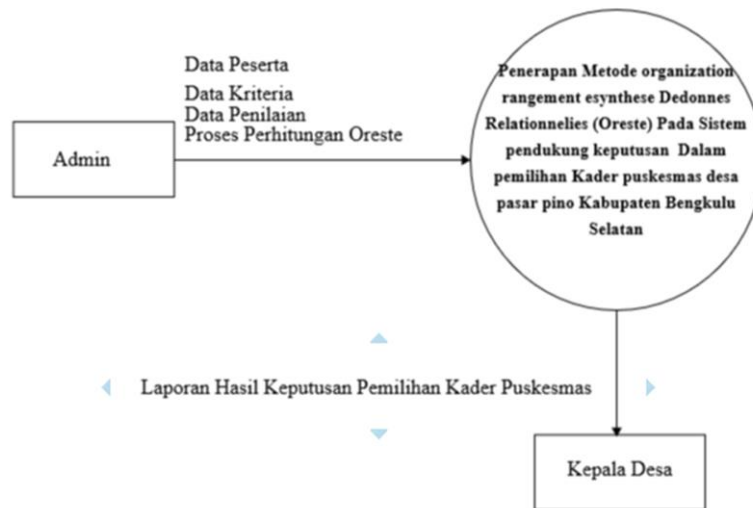 Data Peserta
Data Kriteria
Data Penilaian
Proses Perhitungan Oreste
Admin
Penerapan Metode organization
rangement esynthese Dedonnes
Relationnelies (Oreste) Pada Sistem
pendukung keputusan Dalam
pemilihan Kader puskesmas desa
pasar pino Kabupaten Bengkulu
Selatan
Laporan Hasil Keputusan Pemilihan Kader Puskesmas
Kepala Desa